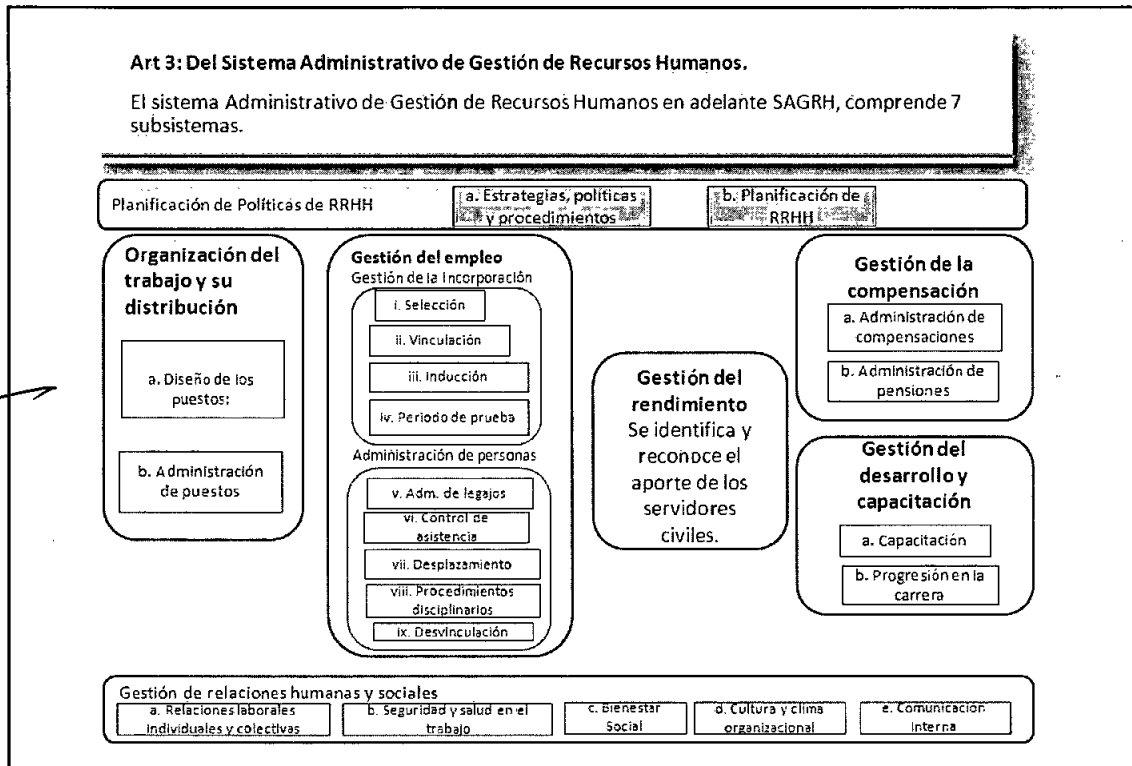 Art 3: Del Sistema Administrativo de Gestión de Recursos Humanos.
El sistema Administrativo de Gestión de Recursos Humanos en adelante SAGRH, comprende 7
subsistemas.
Planificación de Políticas de RRHH
a. Estrategias, políticas
y procedimientos
b. Planificación de
RRHH
Organización del
trabajo y su
distribución
a. Diseño de los
puestos:
b. Administración
de puestos
Gestión del empleo
Gestión de la Incorporación
i. Selección
ii. Vinculación
iii. Inducción
iv. Periodo de prueba
Administración de personas
v. Adm. de legajos
vi. Control de
asistencia
vii. Desplazamiento
viii. Procedimientos
disciplinarios
ix. Desvinculación
Gestión del
rendimiento
Se identifica y
reconoce el
aporte de los
servidores
civiles.
Gestión de la
compensación
a. Administración de
compensaciones
b. Administración de
pensiones
Gestión del
desarrollo y
capacitación
a. Capacitación
b. Progresión en la
carrera
Gestión de relaciones humanas y sociales
a. Relaciones laborales
individuales y colectivas
b. Seguridad y salud en el
trabajo
c. Bienestar
Social
d. Cultura y clima
organizacional
e. Comunicación
Interna